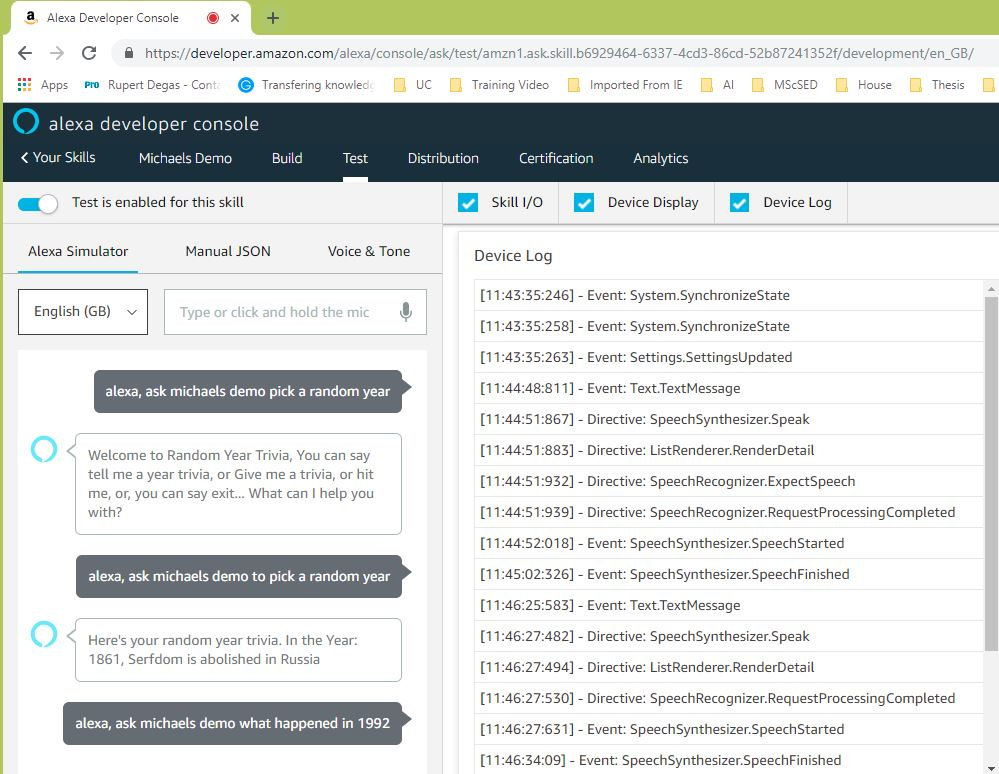 Alexa Developer Console
https://developer.amazon.com/alexa/console/ask/test/amzn1.ask.skill.b6929464-6337-4cd3-86cd-52b87241352f/development/en_GB/
Apps Pro Rupert Degas - Conta Transfering knowledg UC Training Video Imported From IE AI MScSED House Thesis
alexa developer console
Your Skills Michaels Demo Build Test Distribution Certification Analytics
Test is enabled for this skill Skill I/O Device Display Device Log
Alexa Simulator Manual JSON Voice & Tone
English (GB) Type or click and hold the mic
alexa, ask michaels demo pick a random year
Welcome to Random Year Trivia, You can say
tell me a year trivia, or Give me a trivia, or hit
me, or, you can say exit... What can I help you
with?
alexa, ask michaels demo to pick a random year
Here's your random year trivia. In the Year:
1861, Serfdom is abolished in Russia
alexa, ask michaels demo what happened in 1992
Device Log
[11:43:35:246] - Event: System.SynchronizeState
[11:43:35:258] - Event: System.SynchronizeState
[11:43:35:263] - Event: Settings.SettingsUpdated
[11:44:48:811] - Event: Text.TextMessage
[11:44:51:867] - Directive: SpeechSynthesizer.Speak
[11:44:51:883] - Directive: ListRenderer.RenderDetail
[11:44:51:932] - Directive: SpeechRecognizer.ExpectSpeech
[11:44:51:939] - Directive: SpeechRecognizer.RequestProcessingCompleted
[11:44:52:018] - Event: SpeechSynthesizer.SpeechStarted
[11:45:02:326] - Event: SpeechSynthesizer.SpeechFinished
[11:46:25:583] - Event: Text.TextMessage
[11:46:27:482] - Directive: SpeechSynthesizer.Speak
[11:46:27:494] - Directive: ListRenderer.RenderDetail
[11:46:27:530] - Directive: SpeechRecognizer.RequestProcessingCompleted
[11:46:27:631] - Event: SpeechSynthesizer.SpeechStarted
[11:46:34:09] - Event: SpeechSynthesizer.SpeechFinished